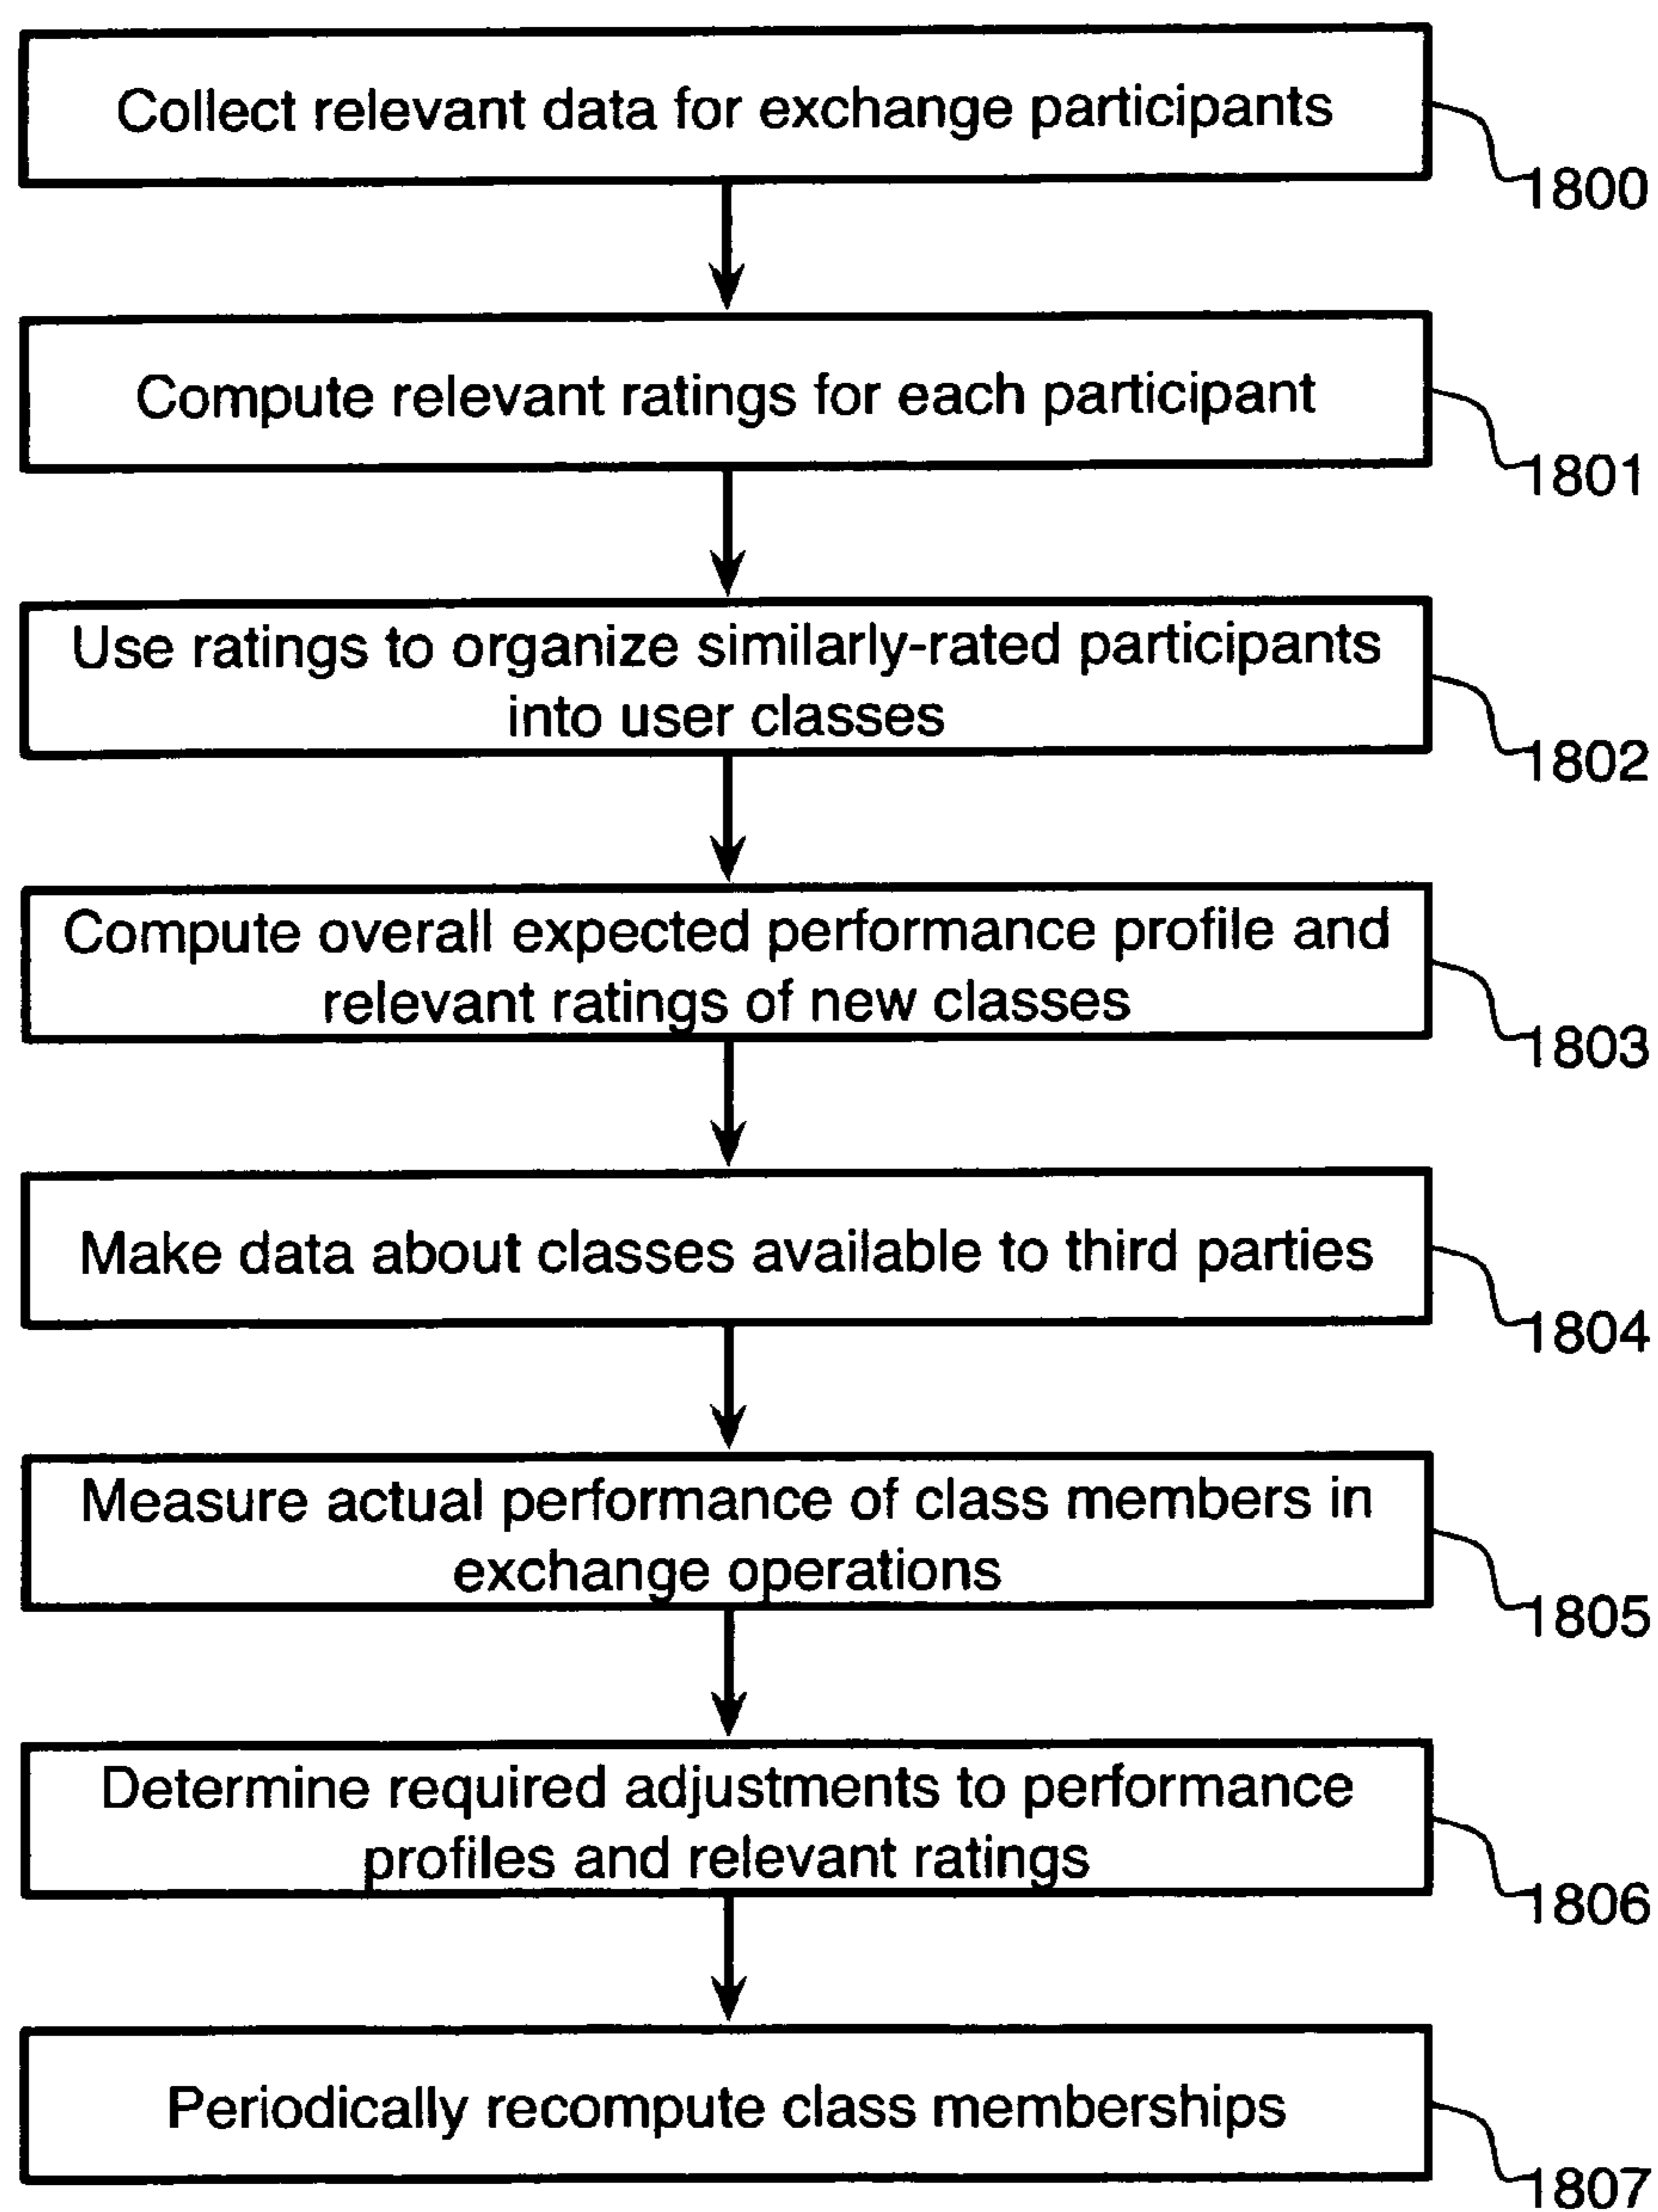 Collect relevant data for exchange participants
1800
Compute relevant ratings for each participant
1801
Use ratings to organize similarly-rated participants
into user classes
1802
Compute overall expected performance profile and
relevant ratings of new classes
1803
Make data about classes available to third parties
1804
Measure actual performance of class members in
exchange operations
1805
Determine required adjustments to performance
profiles and relevant ratings
1806
Periodically recompute class memberships
1807